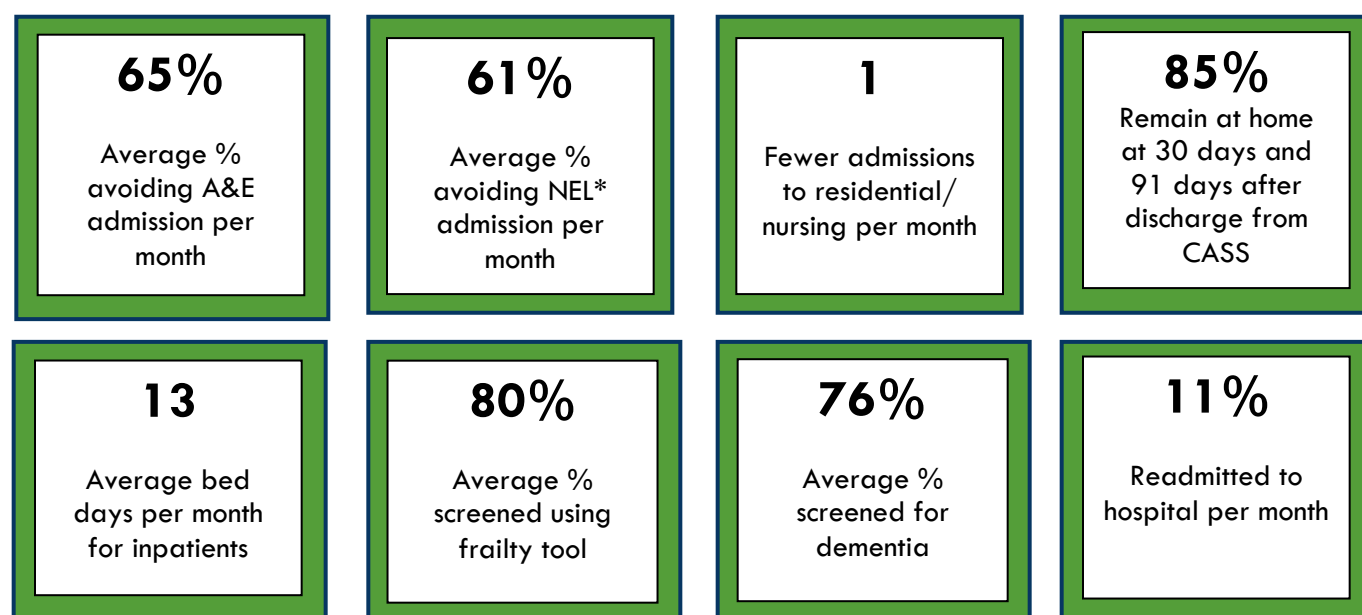 65%
Average %
avoiding A&E
admission per
month
61%
Average %
avoiding NEL*
admission per
month
1
Fewer admissions
to residential/
nursing per month
85%
Remain at home
at 30 days and
91 days after
discharge from
CASS
13
Average bed
days per month
for inpatients
80%
Average %
screened using
frailty tool
76%
Average %
screened for
dementia
11%
Readmitted to
hospital per month